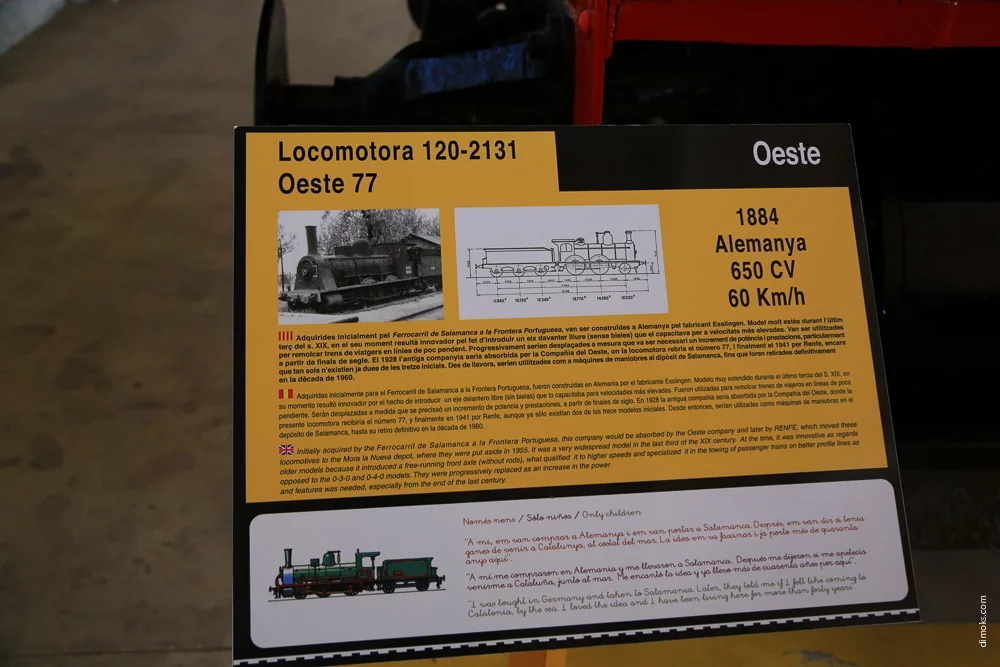 Locomotora 120-2131
Oeste 77
Oeste
1884
Alemanya
650 CV
60 Km/h
Adquirides inicialment pel Ferrocarril de Salamanca a la Frontera Portuguesa, van ser construïdes a Alemanya pel fabricant Esslingen. Model molt estès durant l'últim
terç del s. XIX, en el seu moment resultà innovador pel fet d'introduir un eix davanter lliure (sense bieles) que el capacitava per a velocitats més elevades. Van ser utilitzades
per remolcar trens de viatgers en línies de poc pendent. Progressivament serien desplaçades a mesura que va ser necessari un increment de potència i prestacions, particularment
a partir de finals de segle. El 1928 l'antiga companyia seria absorbida per la Compañía del Oeste, on la locomotora rebria el número 77, i finalment el 1941 per Renfe, encara
que tan sols n'existien ja dues de les tretze inicials. Des de llavors, serien utilitzades com a màquines de maniobres al dipòsit de Salamanca, fins que foren retirades definitivament
en la dècada de 1960.
Adquiridas inicialmente para el Ferrocarril de Salamanca a la Frontera Portuguesa, fueron construidas en Alemania por el fabricante Esslingen. Modelo muy extendido durante el último tercio del S. XIX, en
su momento resultó innovador por el hecho de introducir un eje delantero libre (sin bielas) que lo capacitaba para velocidades más elevadas. Fueron utilizadas para remolcar trenes de viajeros en líneas de poca
pendiente. Serán desplazadas a medida que se precisó un incremento de potencia y prestaciones, a partir de finales de siglo. En 1928 la antigua compañía sería absorbida por la Compañía del Oeste, donde la
presente locomotora recibiría el número 77, y finalmente en 1941 por Renfe, aunque ya sólo existían dos de los trece modelos iniciales. Desde entonces, serían utilizadas como máquinas de maniobras en el
depósito de Salamanca, hasta su retiro definitivo en la década de 1960.
Initially acquired by the Ferrocarril de Salamanca a la Frontera Portuguesa, this company would be absorbed by the Oeste company and later by RENFE, which moved these
locomotives to the Mora la Nueva depot, where they were put aside in 1955. It was a very widespread model in the last third of the XIX century. At the time, it was innovative as regards
older models because it introduced a free-running front axle (without rods), what qualified it to higher speeds and specialized it in the towing of passenger trains on better profile lines as
opposed to the 0-3-0 and 0-4-0 models. They were progressively replaced as an increase in the power
and features was needed, especially from the end of the last century.
Només nens / Sólo niños / Only children
"A mi, em van comprar a Alemanya i em van portar a Salamanca. Després, em van dir si tenia
ganes de venir a Catalunya, al costat del mar. La idea em va fascinar i ja porto més de quaranta
anys aquí".
"A mí me compraron en Alemania y me llevaron a Salamanca. Después me dijeron si me apetecía
venirme a Cataluña, junto al mar. Me encantó la idea y ya llevo más de cuarenta años por aquí".
"I was bought in Germany and taken to Salamanca. Later, they told me if I felt like coming to
Catalonia, by the sea. I loved the idea and I have been living here for more than forty years".
dimoks.com